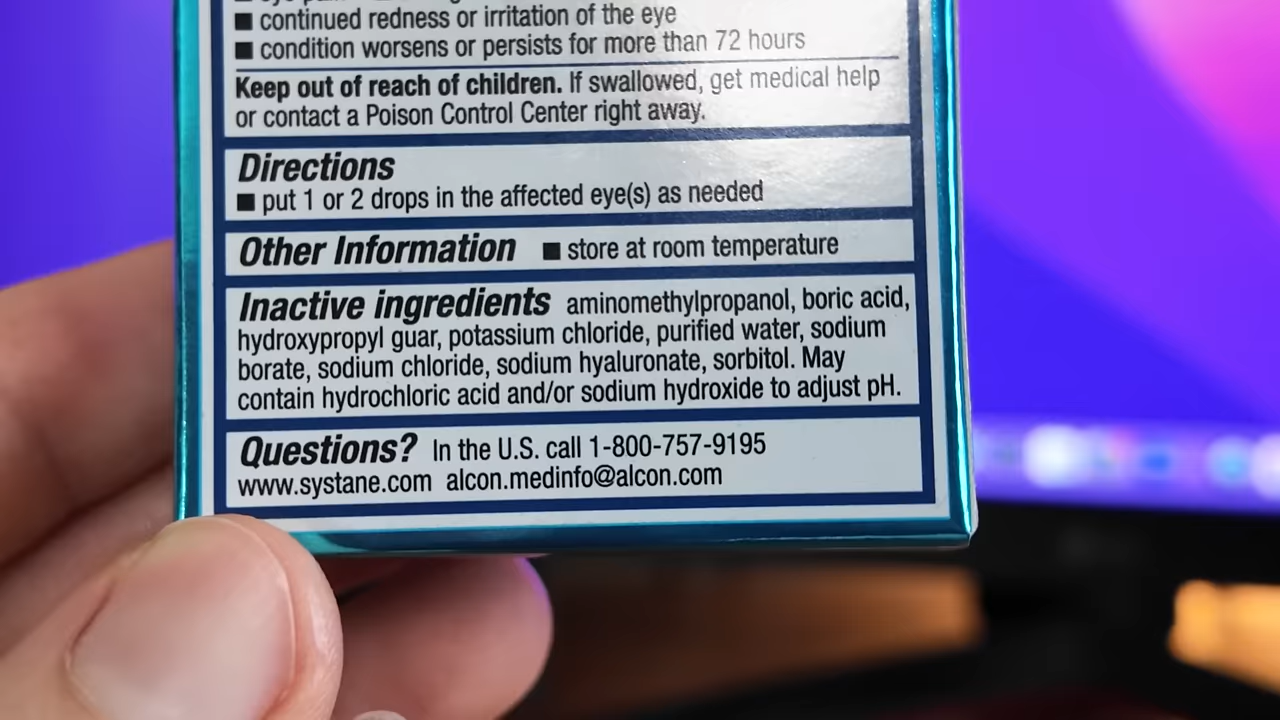 ■ continued redness or irritation of the eye
■ condition worsens or persists for more than 72 hours
Keep out of reach of children. If swallowed, get medical help
or contact a Poison Control Center right away.
Directions
■ put 1 or 2 drops in the affected eye(s) as needed
Other Information ■ store at room temperature
Inactive ingredients aminomethylpropanol, boric acid,
hydroxypropyl guar, potassium chloride, purified water, sodium
borate, sodium chloride, sodium hyaluronate, sorbitol. May
contain hydrochloric acid and/or sodium hydroxide to adjust pH.
Questions? In the U.S. call 1-800-757-9195
www.systane.com alcon.medinfo@alcon.com